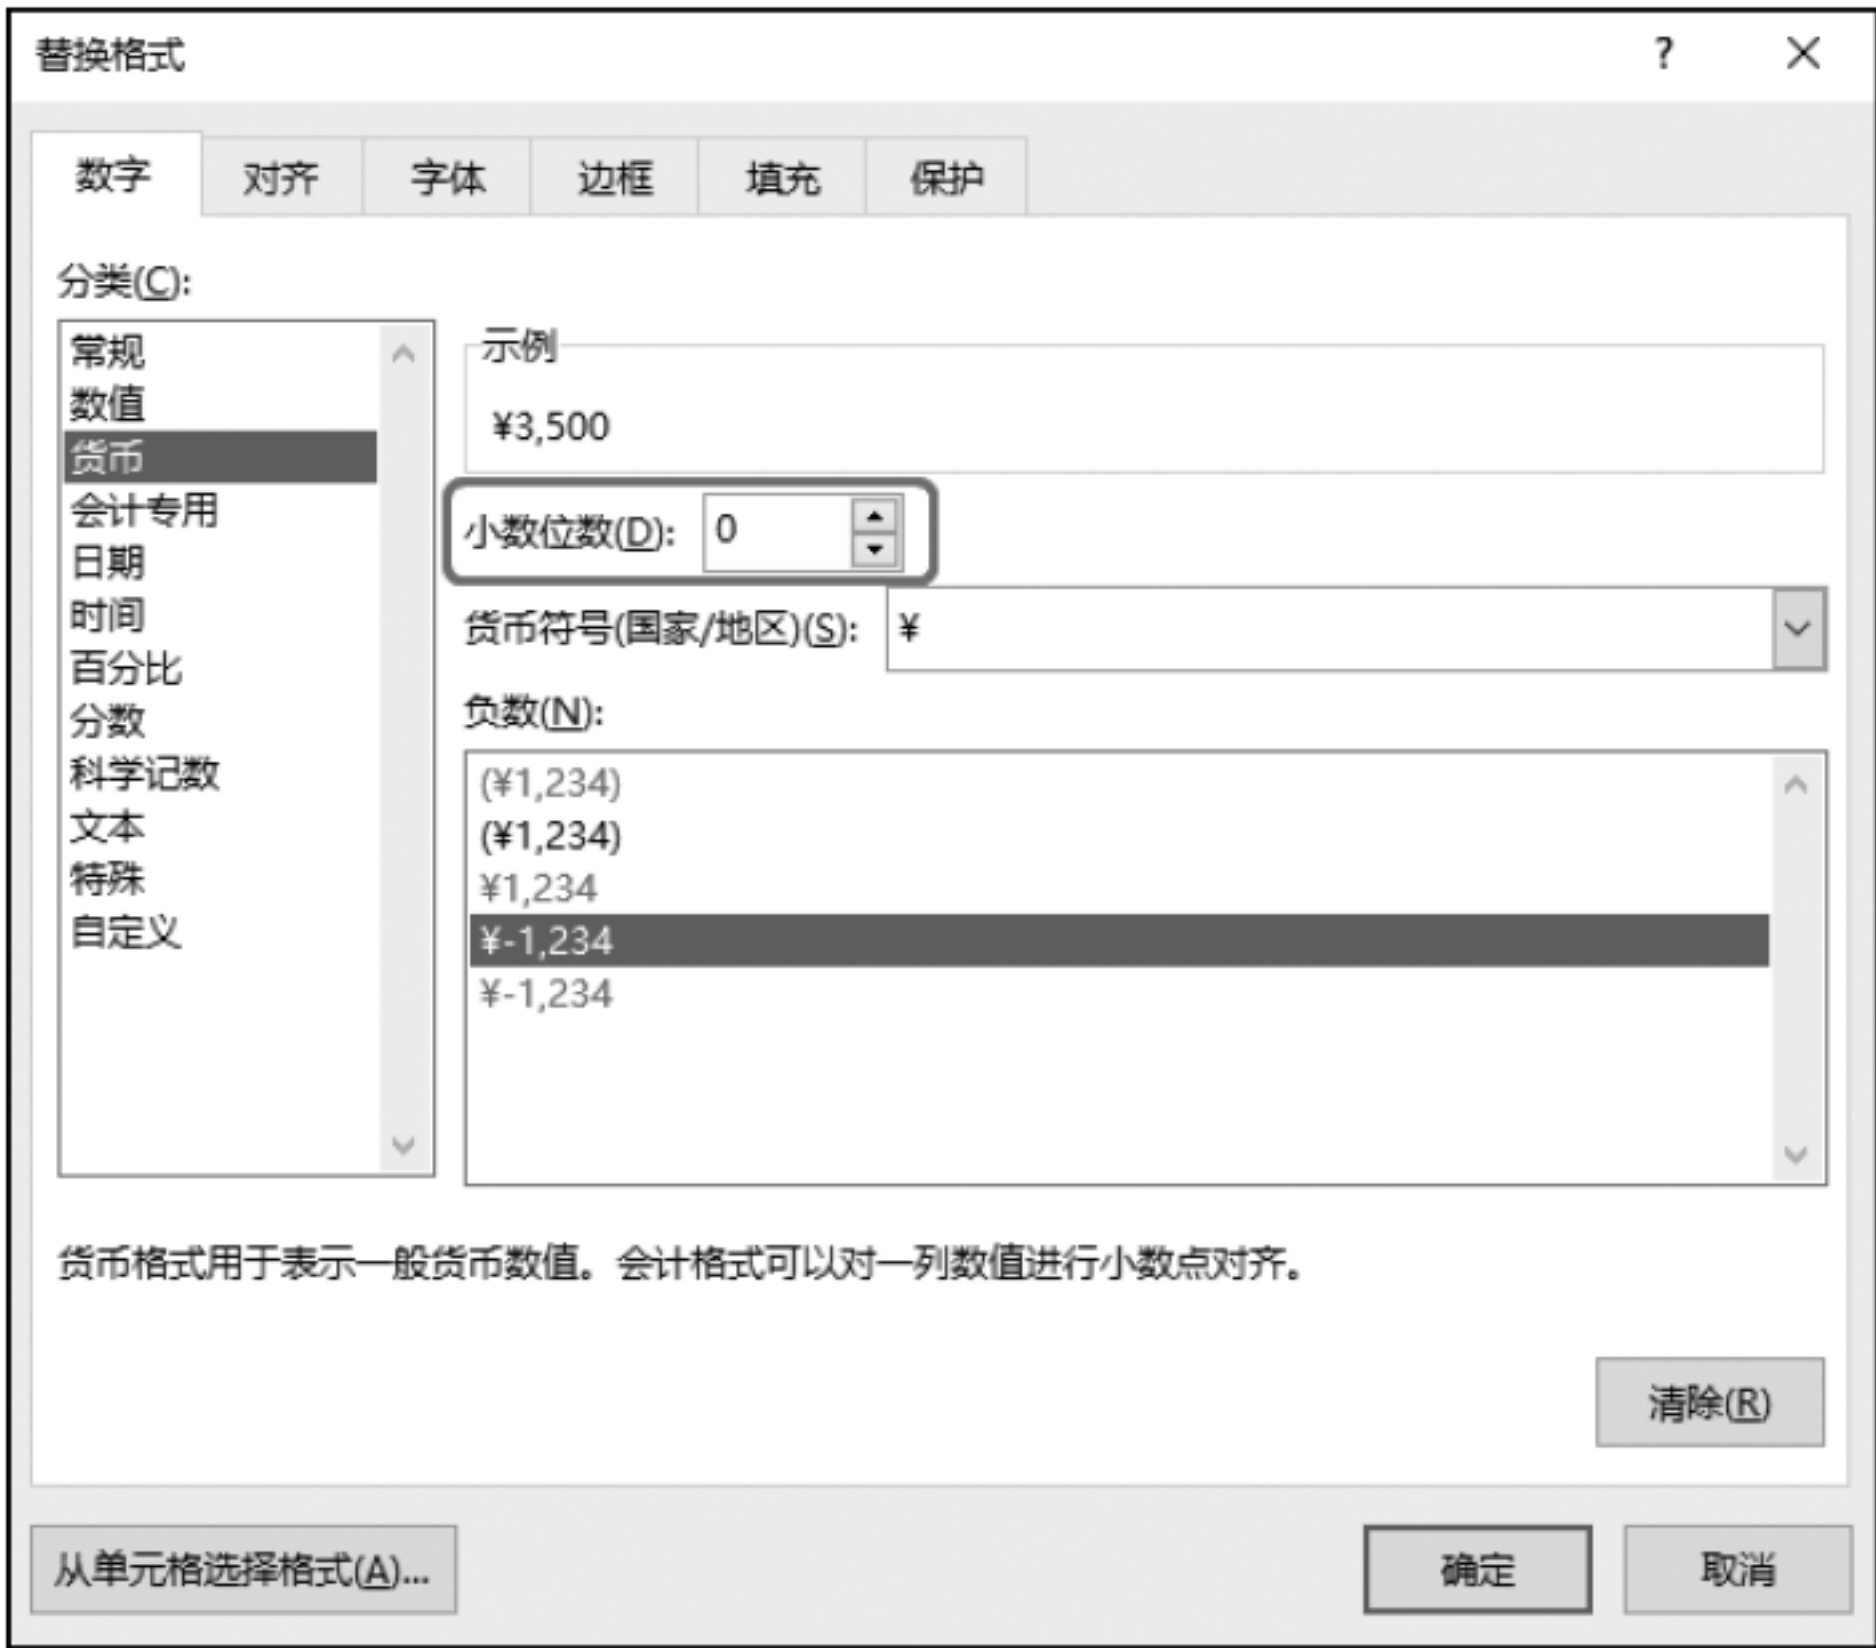 替换格式 ?
数字 对齐 字体 边框 填充 保护
分类(C):
常规
数值
货币
会计专用
日期
时间
百分比
分数
科学记数
文本
特殊
自定义
示例
¥3,500
小数位数(D): 0
货币符号(国家/地区)(S): ¥
负数(N):
(¥1,234)
(¥1,234)
¥1,234
¥-1,234
¥-1,234
货币格式用于表示一般货币数值。会计格式可以对一列数值进行小数点对齐。
清除(R)
从单元格选择格式(A)... 确定 取消